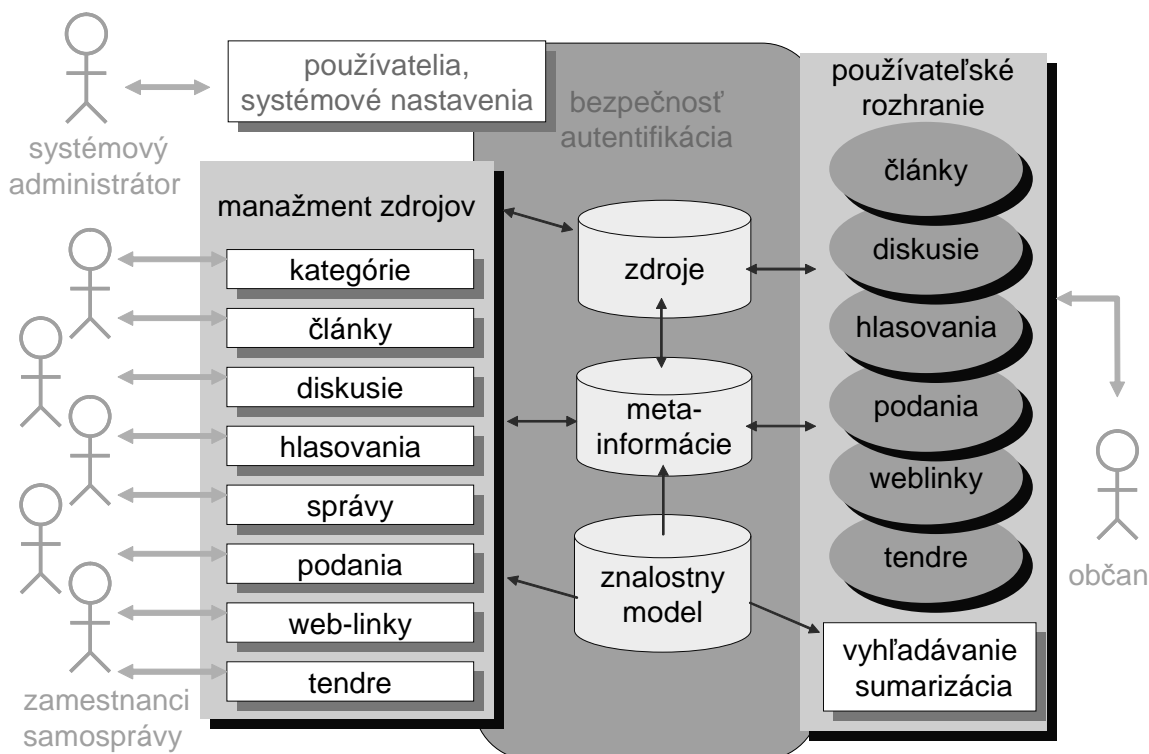 používatelia,
systémové nastavenia
systémový
administrátor
bezpečnosť
autentifikácia
používateľské
rozhranie
manažment zdrojov
kategórie
články
diskusie
hlasovania
správy
podania
web-linky
tendre
zamestnanci
samosprávy
zdroje
meta-
informácie
znalostny
model
články
diskusie
hlasovania
podania
weblinky
tendre
vyhľadávanie
sumarizácia
občan